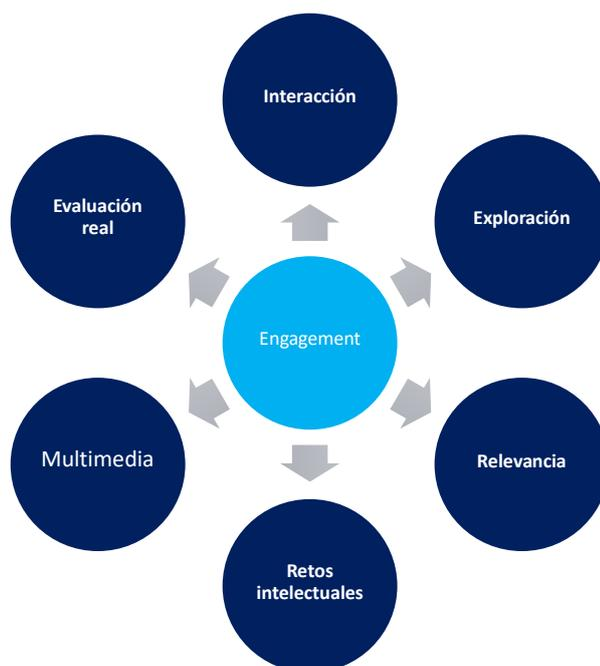 Interacción
Evaluación
real
Exploración
Engagement
Multimedia
Relevancia
Retos
intelectuales